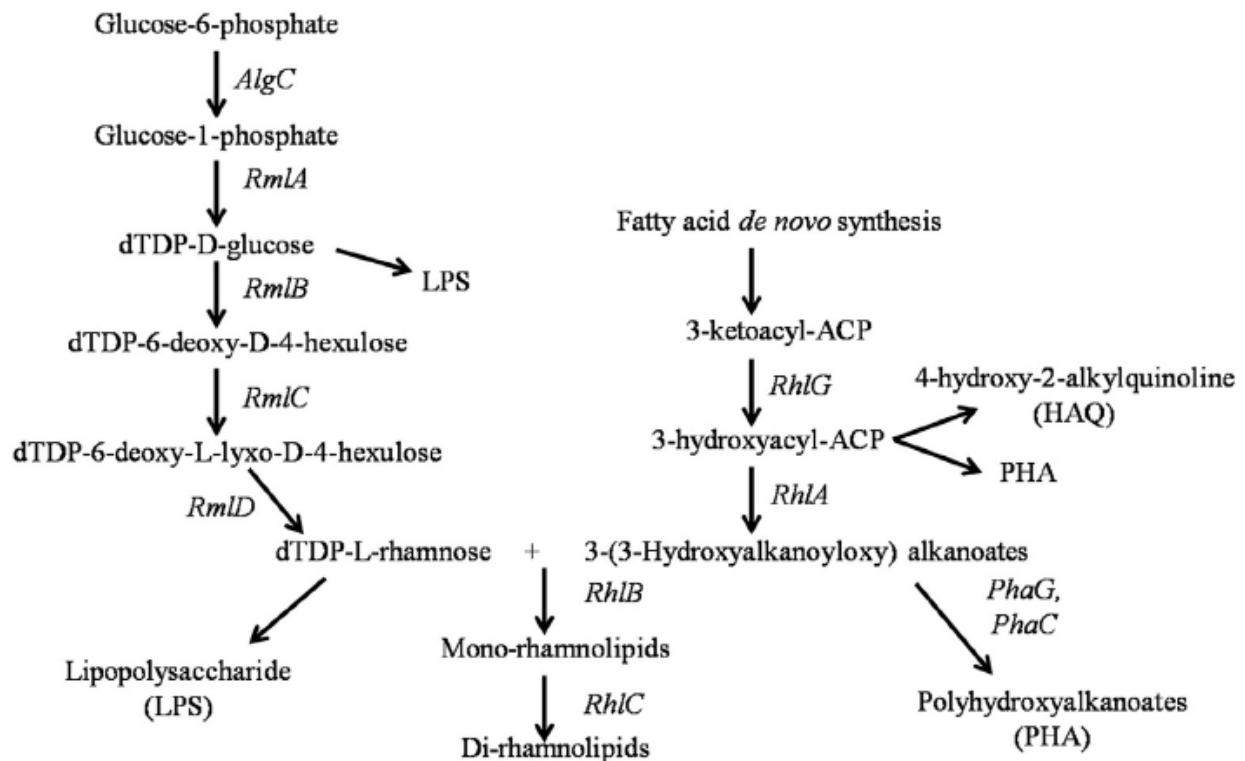 Glucose-6-phosphate
AlgC
Glucose-1-phosphate
RmlA
dTDP-D-glucose
LPS
RmlB
dTDP-6-deoxy-D-4-hexulose
RmlC
dTDP-6-deoxy-L-lyxo-D-4-hexulose
RmlD
Fatty acid de novo synthesis
3-ketoacyl-ACP
RhlG
4-hydroxy-2-alkylquinoline
(HAQ)
3-hydroxyacyl-ACP
PHA
RhlA
dTDP-L-rhamnose + 3-(3-Hydroxyalkanoyloxy) alkanoates
RhlB
PhaG,
PhaC
Mono-rhamnolipids
Lipopolysaccharide
(LPS)
RhlC
Di-rhamnolipids
Polyhydroxyalkanoates
(PHA)